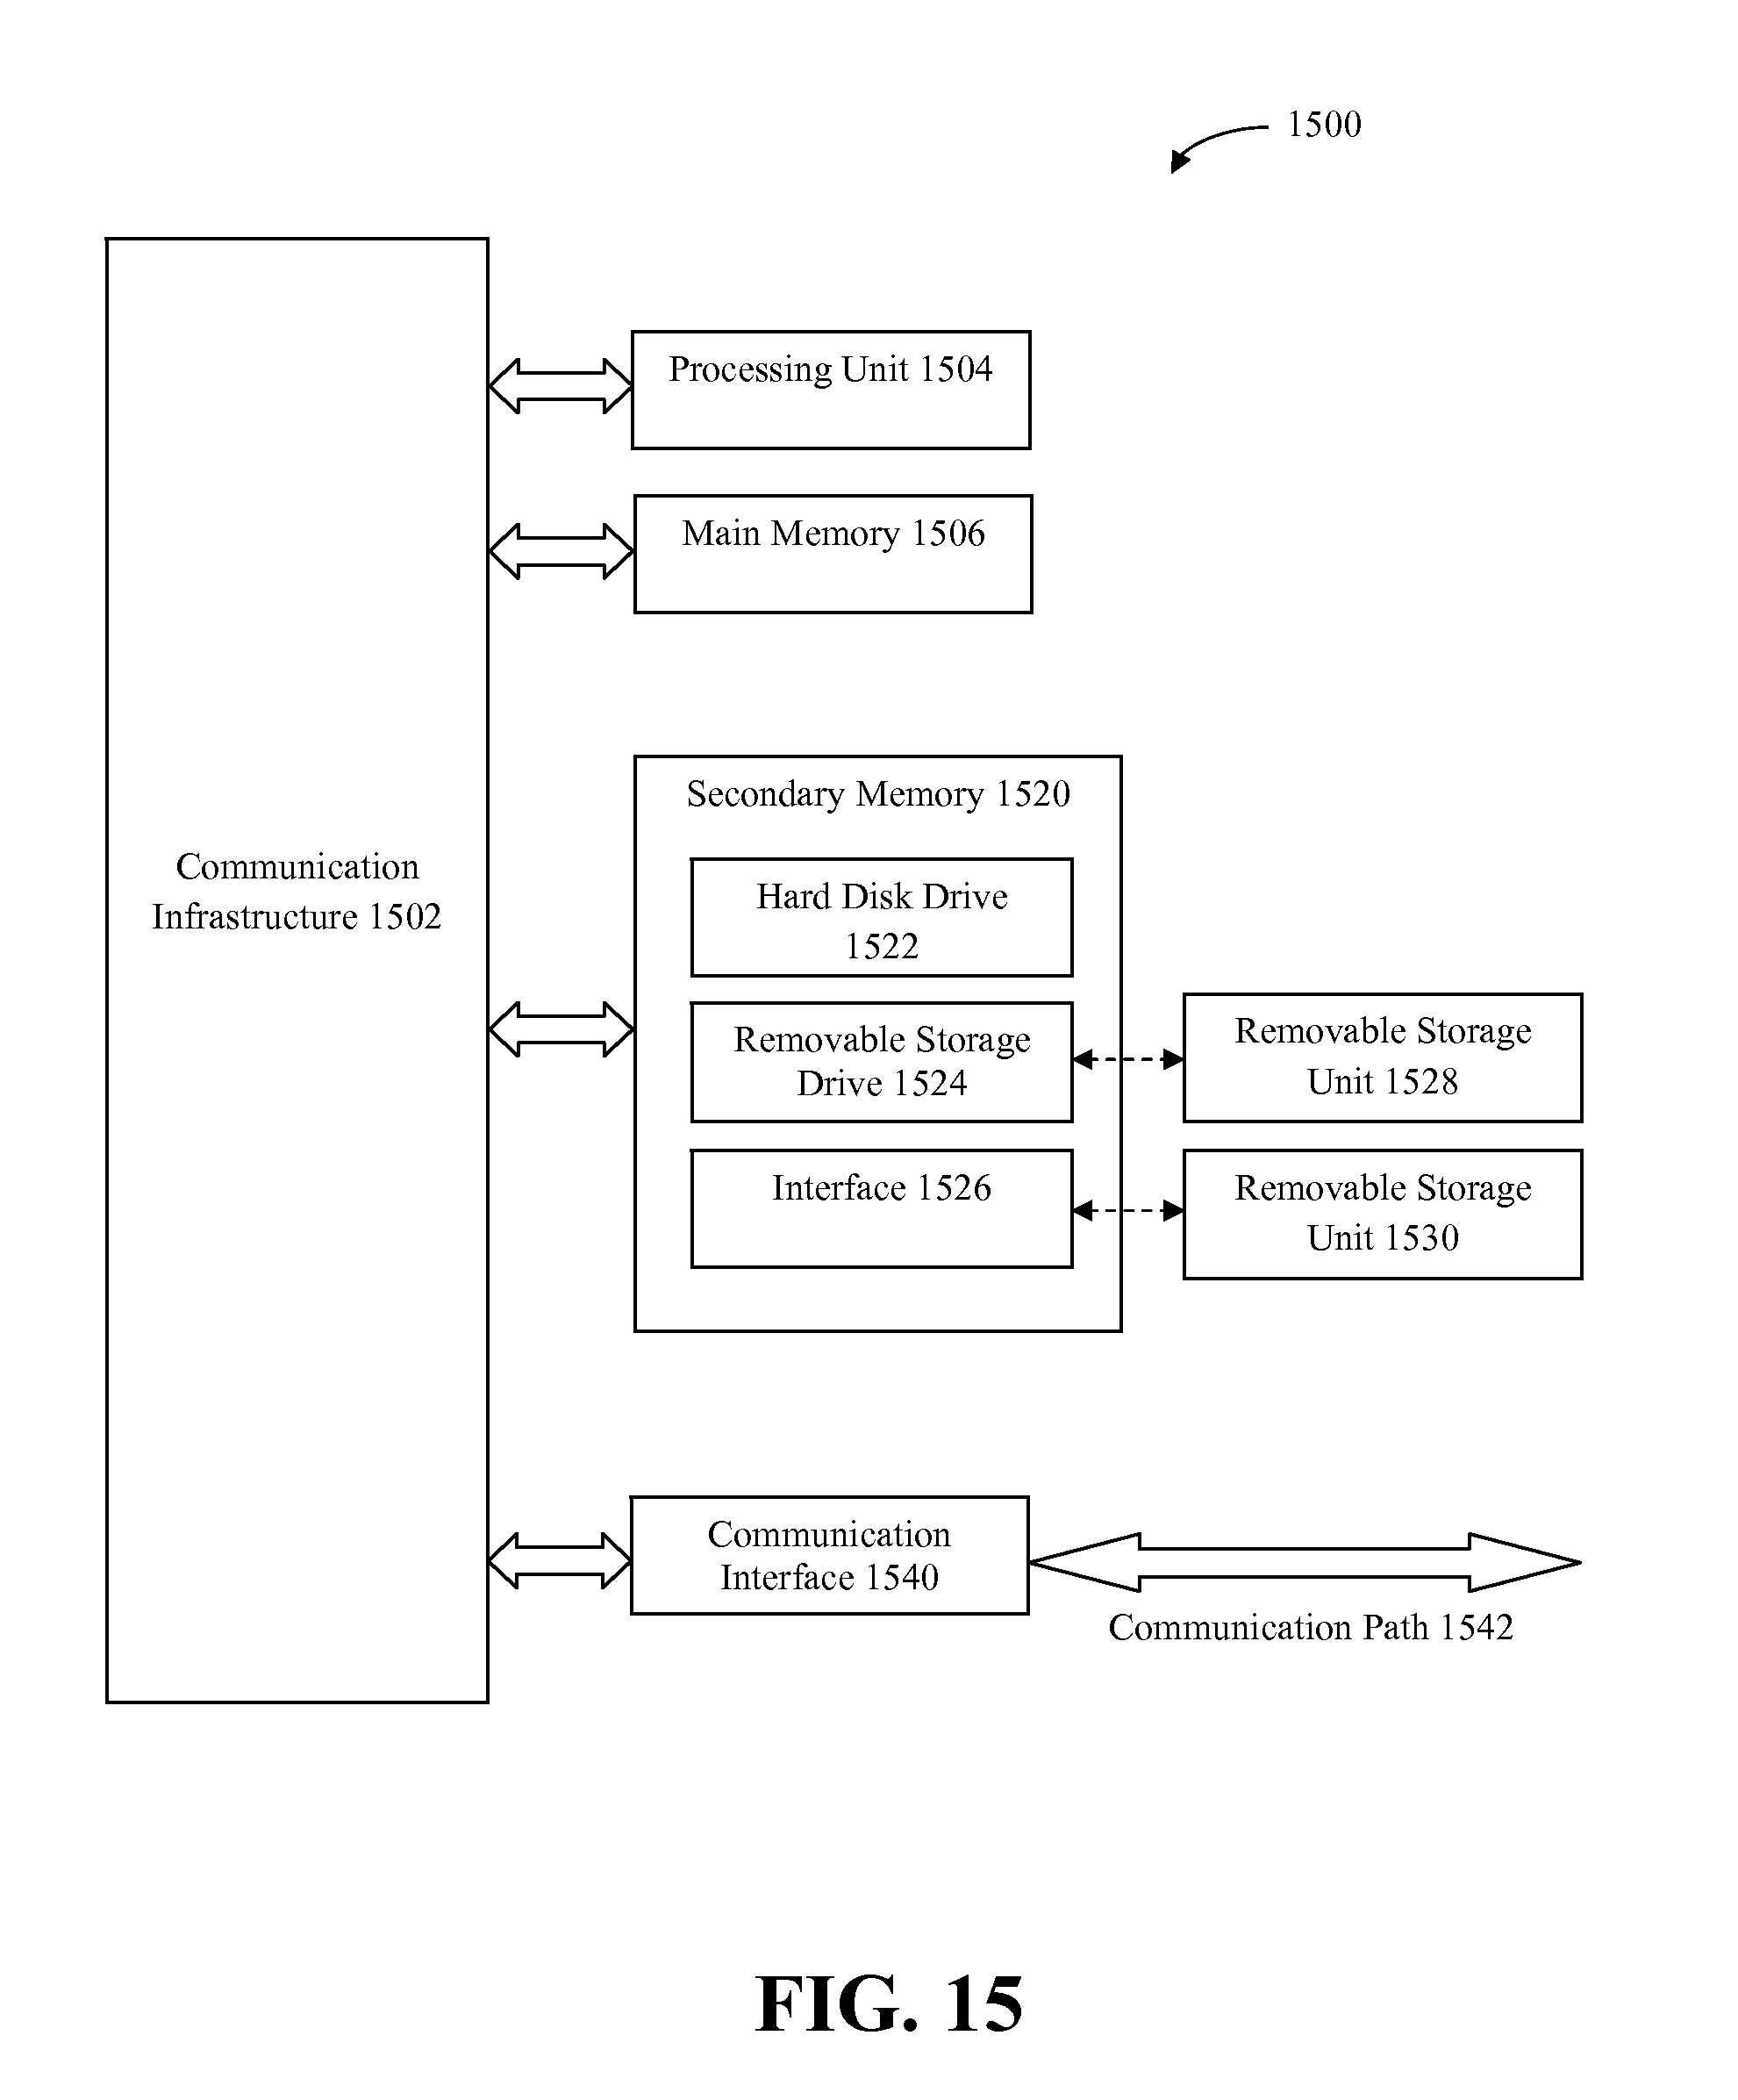 1500
Processing Unit 1504
Main Memory 1506
Communication
Infrastructure 1502
Secondary Memory 1520
Hard Disk Drive
1522
Removable Storage
Drive 1524
Interface 1526
Removable Storage
Unit 1528
Removable Storage
Unit 1530
Communication
Interface 1540
Communication Path 1542
FIG. 15